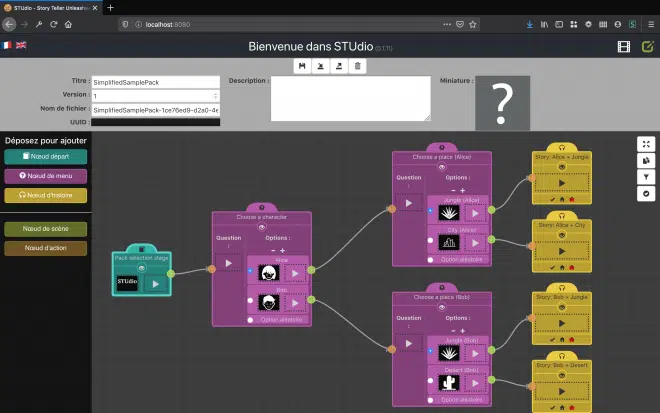 STUdio - Story Teller Unleashed
localhost:8080
Bienvenue dans STUdio (0.1.11)
Titre : SimplifiedSamplePack
Description :
Miniature :
?
Version : 1
Nom de fichier : SimplifiedSamplePack-1ce76ed9-d2a0-4e
UUID :
Déposez pour ajouter
Nœud départ
Nœud de menu
Nœud d'histoire
Nœud de scène
Nœud d'action
Pack selection stage
STUdio
Choose a character
Question :
Options :
Alice
Bob
Option aléatoire
Choose a place (Alice)
Question :
Options :
Jungle (Alice)
City (Alice)
Option aléatoire
Choose a place (Bob)
Question :
Options :
Jungle (Bob)
Desert (Bob)
Option aléatoire
Story: Alice + Jungle
Story: Alice + City
Story: Bob + Jungle
Story: Bob + Desert